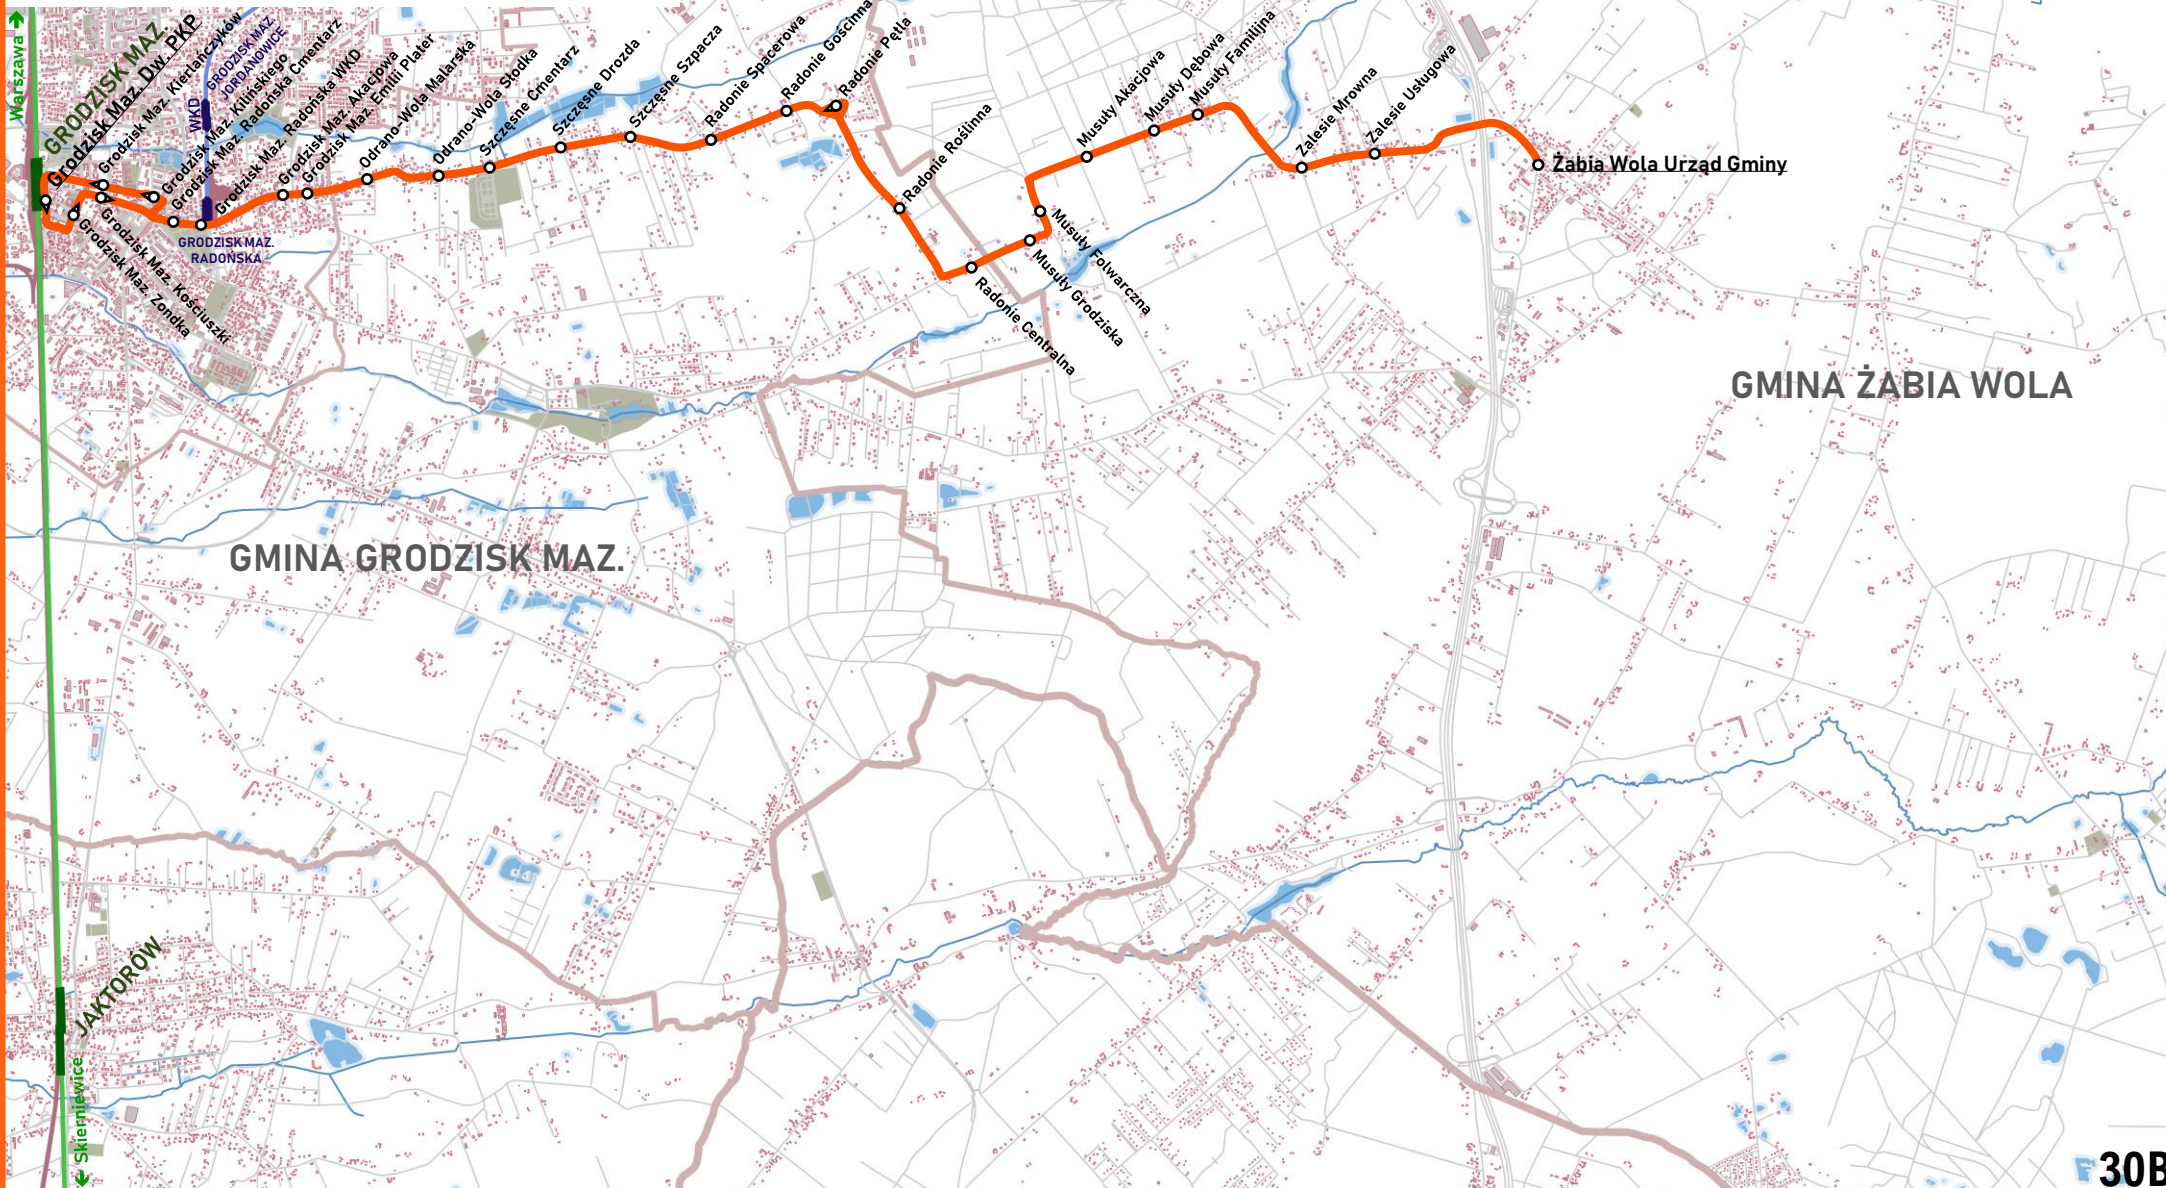 Warszawa
GRODZISK MAZ.
Grodzisk Maz. Dw. PKP
Grodzisk Maz. Kierlańczyków
WKD
GRODZISK MAZ.
JORDANOWICE
Grodzisk Maz. Kilińskiego
Grodzisk Maz. Radońska Cmentarz
Grodzisk Maz. Radońska WKD
Grodzisk Maz. Akacjowa
Grodzisk Maz. Emilii Plater
Odrano-Wola Malarska
Odrano-Wola Słodka
Szczęsne Cmentarz
Szczęsne Drozda
Szczęsne Szpacza
Radonie Spacerowa
Radonie Gościnna
Radonie Pętla
Radonie Roślinna
Radonie Centralna
Musuły Grodziska
Musuły Folwarczna
Musuły Akacjowa
Musuły Dębowa
Musuły Familijna
Zalesie Mrowna
Zalesie Usługowa
Żabia Wola Urząd Gminy
GRODZISK MAZ.
RADOŃSKA
Grodzisk Maz. Kościuszki
Grodzisk Maz. Żondka
GMINA ŻABIA WOLA
GMINA GRODZISK MAZ.
JAKTORÓW
Skierniewice
30B